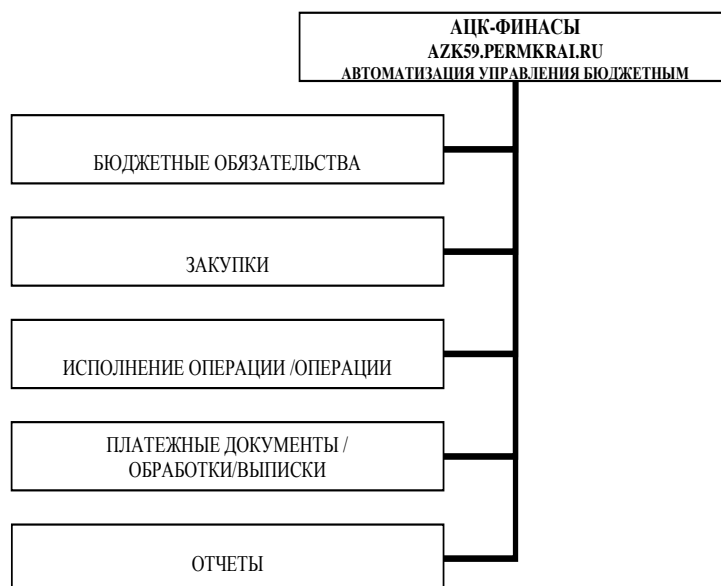 АЦК-ФИНАСЫ
AZK59.PERMKRAI.RU
АВТОМАТИЗАЦИЯ УПРАВЛЕНИЯ БЮДЖЕТНЫМ
БЮДЖЕТНЫЕ ОБЯЗАТЕЛЬСТВА
ЗАКУПКИ
ИСПОЛНЕНИЕ ОПЕРАЦИИ /ОПЕРАЦИИ
ПЛАТЕЖНЫЕ ДОКУМЕНТЫ /
ОБРАБОТКИ/ВЫПИСКИ
ОТЧЕТЫ